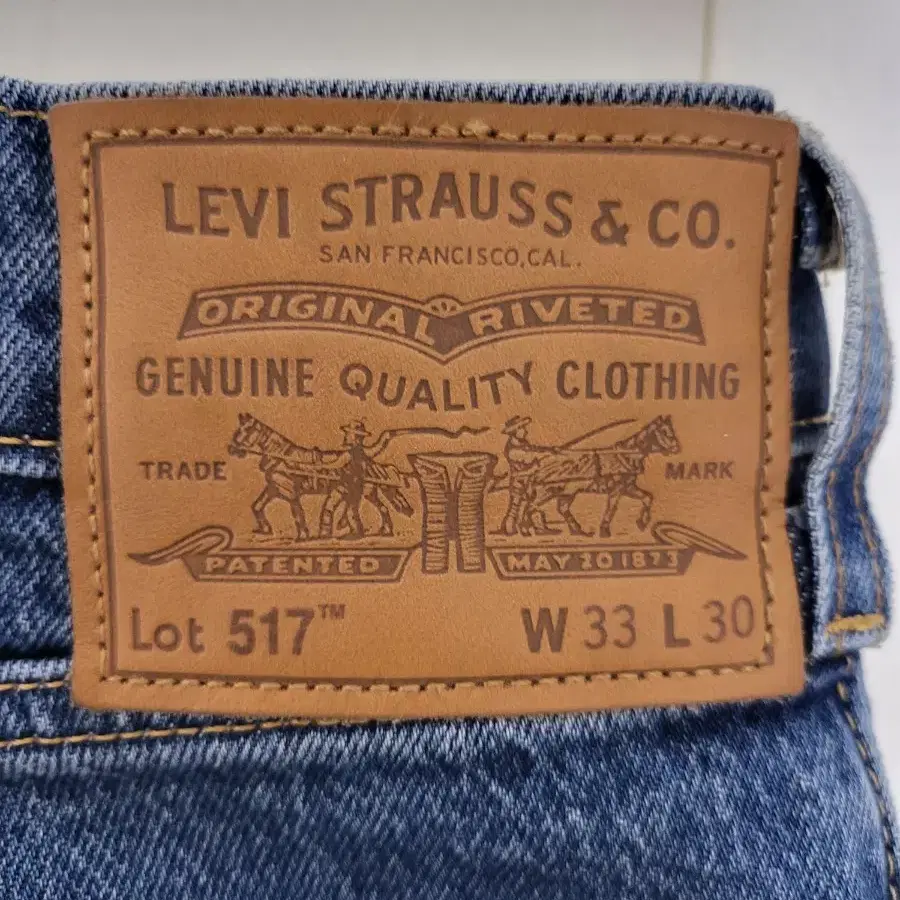 LEVI STRAUSS & CO.
SAN FRANCISCO, CAL.
ORIGINAL RIVETED
GENUINE QUALITY CLOTHING
TRADE MARK
PATENTED MAY 20 1873
Lot 517™ W 33 L 30